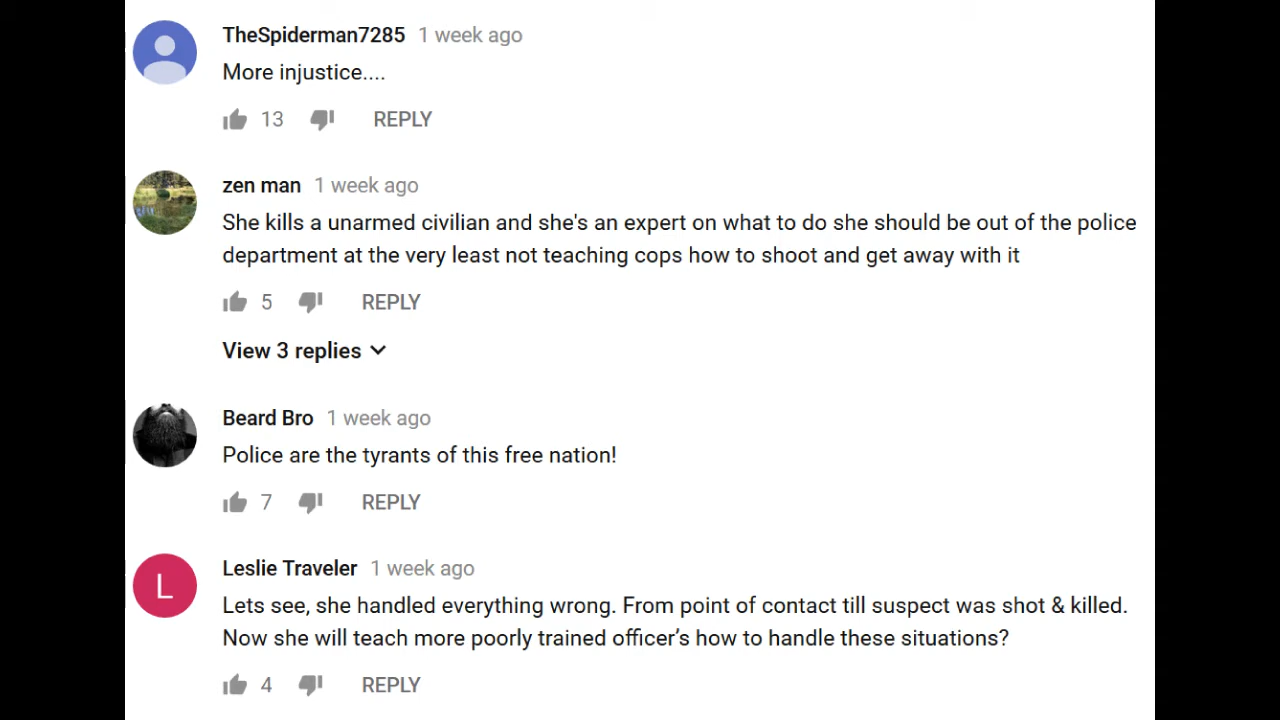 TheSpiderman7285 1 week ago
More injustice....
13 REPLY
zen man 1 week ago
She kills a unarmed civilian and she's an expert on what to do she should be out of the police
department at the very least not teaching cops how to shoot and get away with it
5 REPLY
View 3 replies
Beard Bro 1 week ago
Police are the tyrants of this free nation!
7 REPLY
L
Leslie Traveler 1 week ago
Lets see, she handled everything wrong. From point of contact till suspect was shot & killed.
Now she will teach more poorly trained officer’s how to handle these situations?
4 REPLY